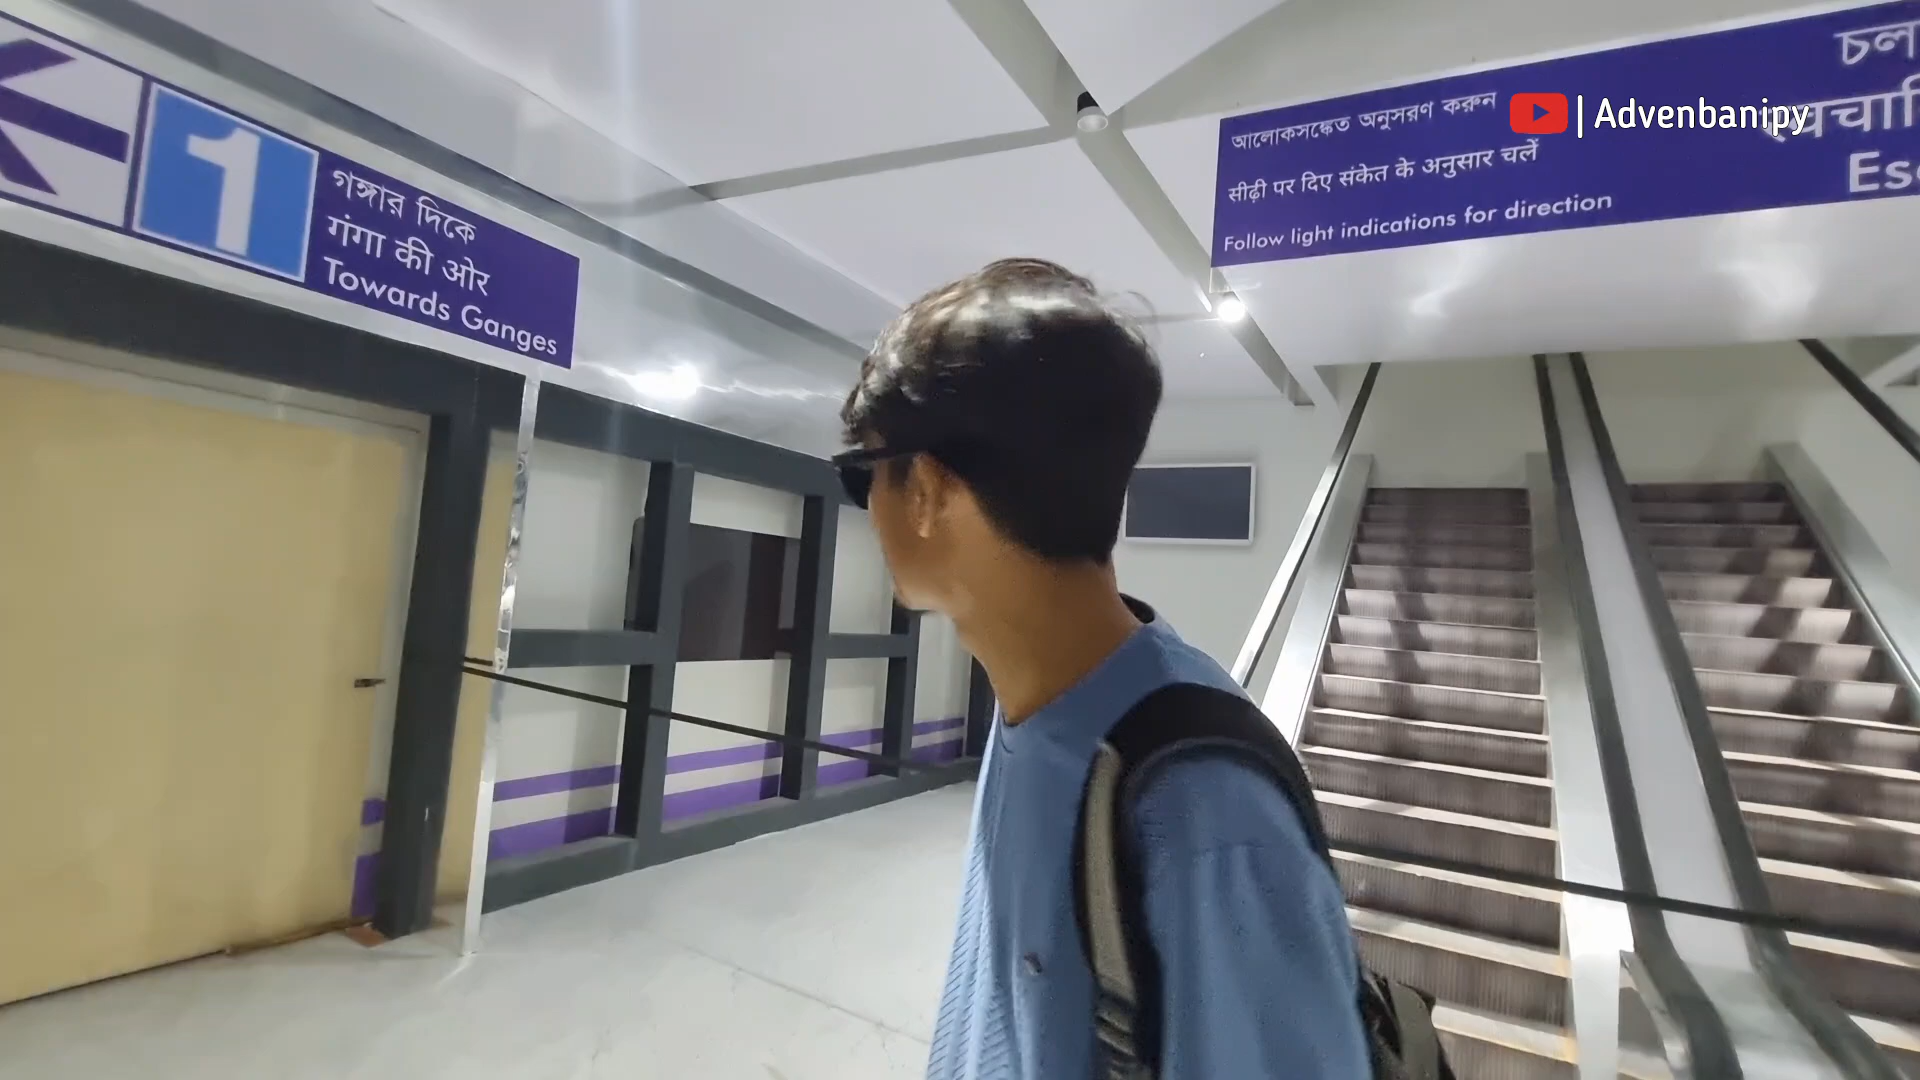 1
গঙ্গার দিকে
गंगा की ओर
Towards Ganges
আলোকসঙ্কেত অনুসরণ করুন
सीढ़ी पर दिए संकेत के अनुसार चलें
Follow light indications for direction
| Advenbanipy